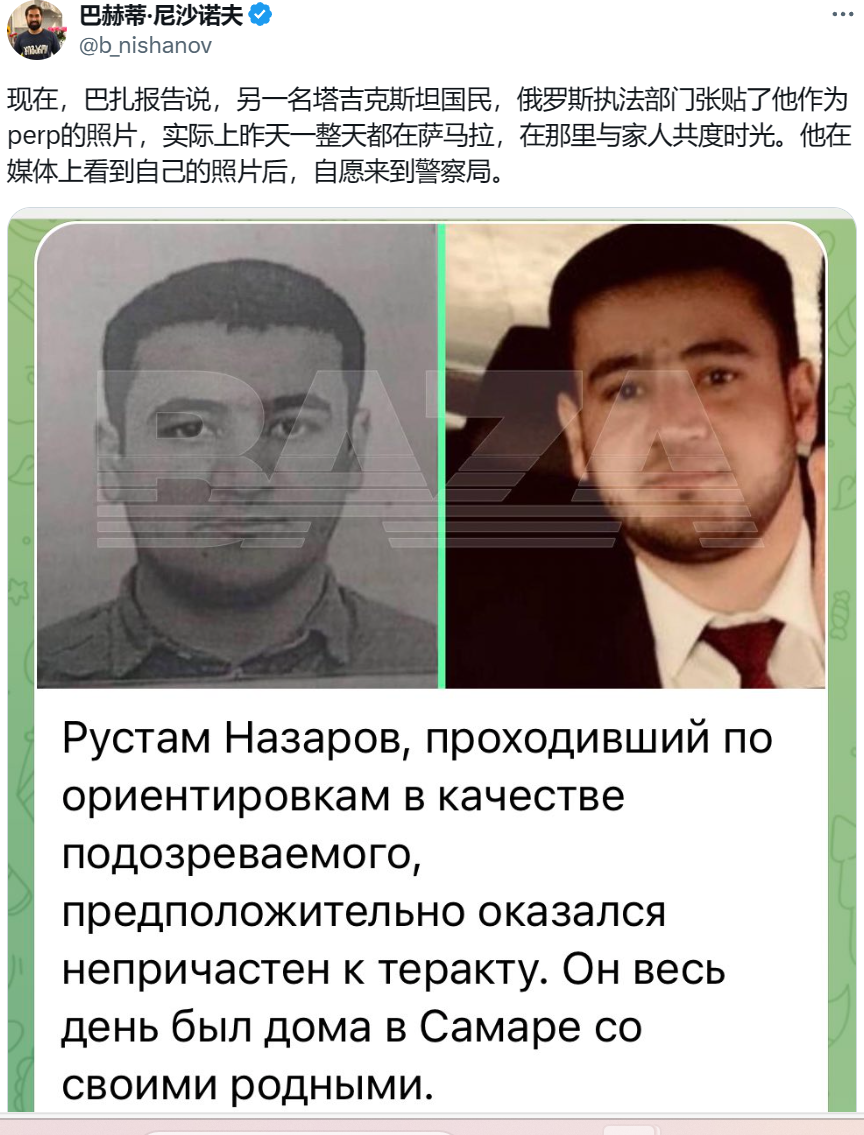 巴赫蒂·尼沙诺夫
@b_nishanov
现在，巴扎报告说，另一名塔吉克斯坦国民，俄罗斯执法部门张贴了他作为
perp的照片，实际上昨天一整天都在萨马拉，在那里与家人共度时光。他在
媒体上看到自己的照片后，自愿来到警察局。
BAZA
Рустам Назаров, проходивший по
ориентировкам в качестве
подозреваемого,
предположительно оказался
непричастен к теракту. Он весь
день был дома в Самаре со
своими родными.